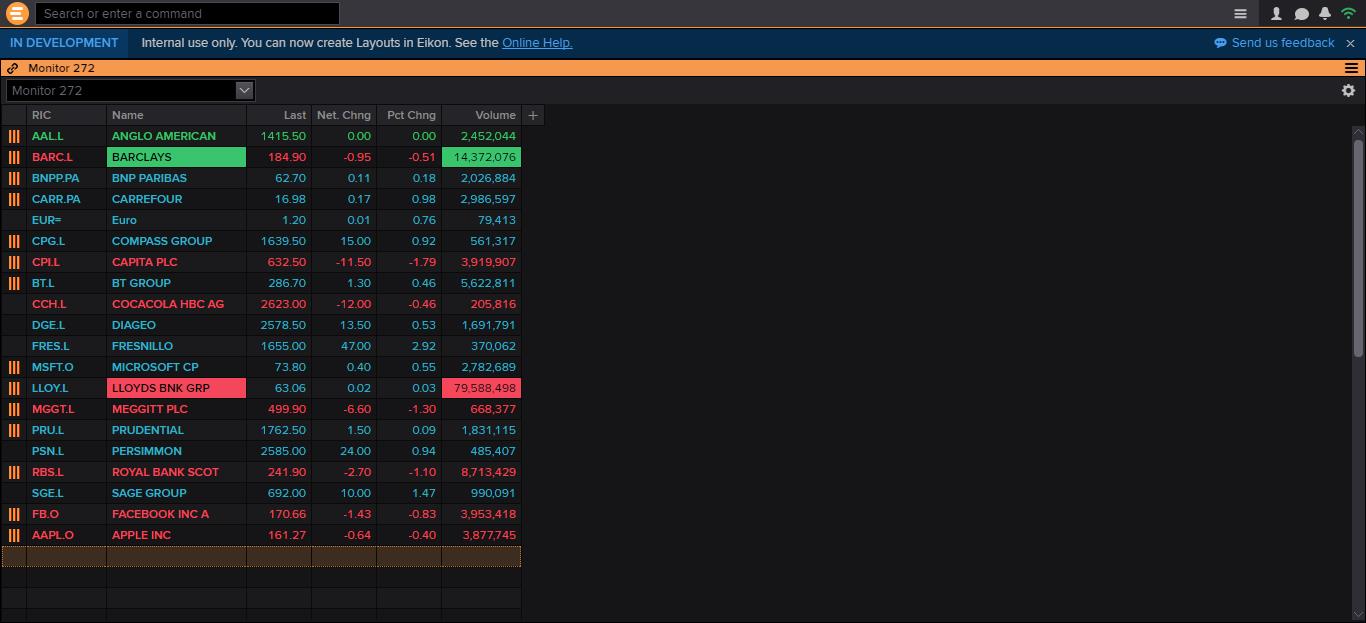 Search or enter a command
IN DEVELOPMENT Internal use only. You can now create Layouts in Eikon. See the Online Help. Send us feedback
Monitor 272
Monitor 272
RIC Name Last Net. Chng Pct Chng Volume +
AAL.L ANGLO AMERICAN 1415.50 0.00 0.00 2,452,044
BARC.L BARCLAYS 184.90 -0.95 -0.51 14,372,076
BNPP.PA BNP PARIBAS 62.70 0.11 0.18 2,026,884
CARR.PA CARREFOUR 16.98 0.17 0.98 2,986,597
EUR= Euro 1.20 0.01 0.76 79,413
CPG.L COMPASS GROUP 1639.50 15.00 0.92 561,317
CPI.L CAPITA PLC 632.50 -11.50 -1.79 3,919,907
BT.L BT GROUP 286.70 1.30 0.46 5,622,811
CCH.L COCACOLA HBC AG 2623.00 -12.00 -0.46 205,816
DGE.L DIAGEO 2578.50 13.50 0.53 1,691,791
FRES.L FRESNILLO 1655.00 47.00 2.92 370,062
MSFT.O MICROSOFT CP 73.80 0.40 0.55 2,782,689
LLOY.L LLOYDS BNK GRP 63.06 0.02 0.03 79,588,498
MGGT.L MEGGITT PLC 499.90 -6.60 -1.30 668,377
PRU.L PRUDENTIAL 1762.50 1.50 0.09 1,831,115
PSN.L PERSIMMON 2585.00 24.00 0.94 485,407
RBS.L ROYAL BANK SCOT 241.90 -2.70 -1.10 8,713,429
SGE.L SAGE GROUP 692.00 10.00 1.47 990,091
FB.O FACEBOOK INC A 170.66 -1.43 -0.83 3,953,418
AAPL.O APPLE INC 161.27 -0.64 -0.40 3,877,745